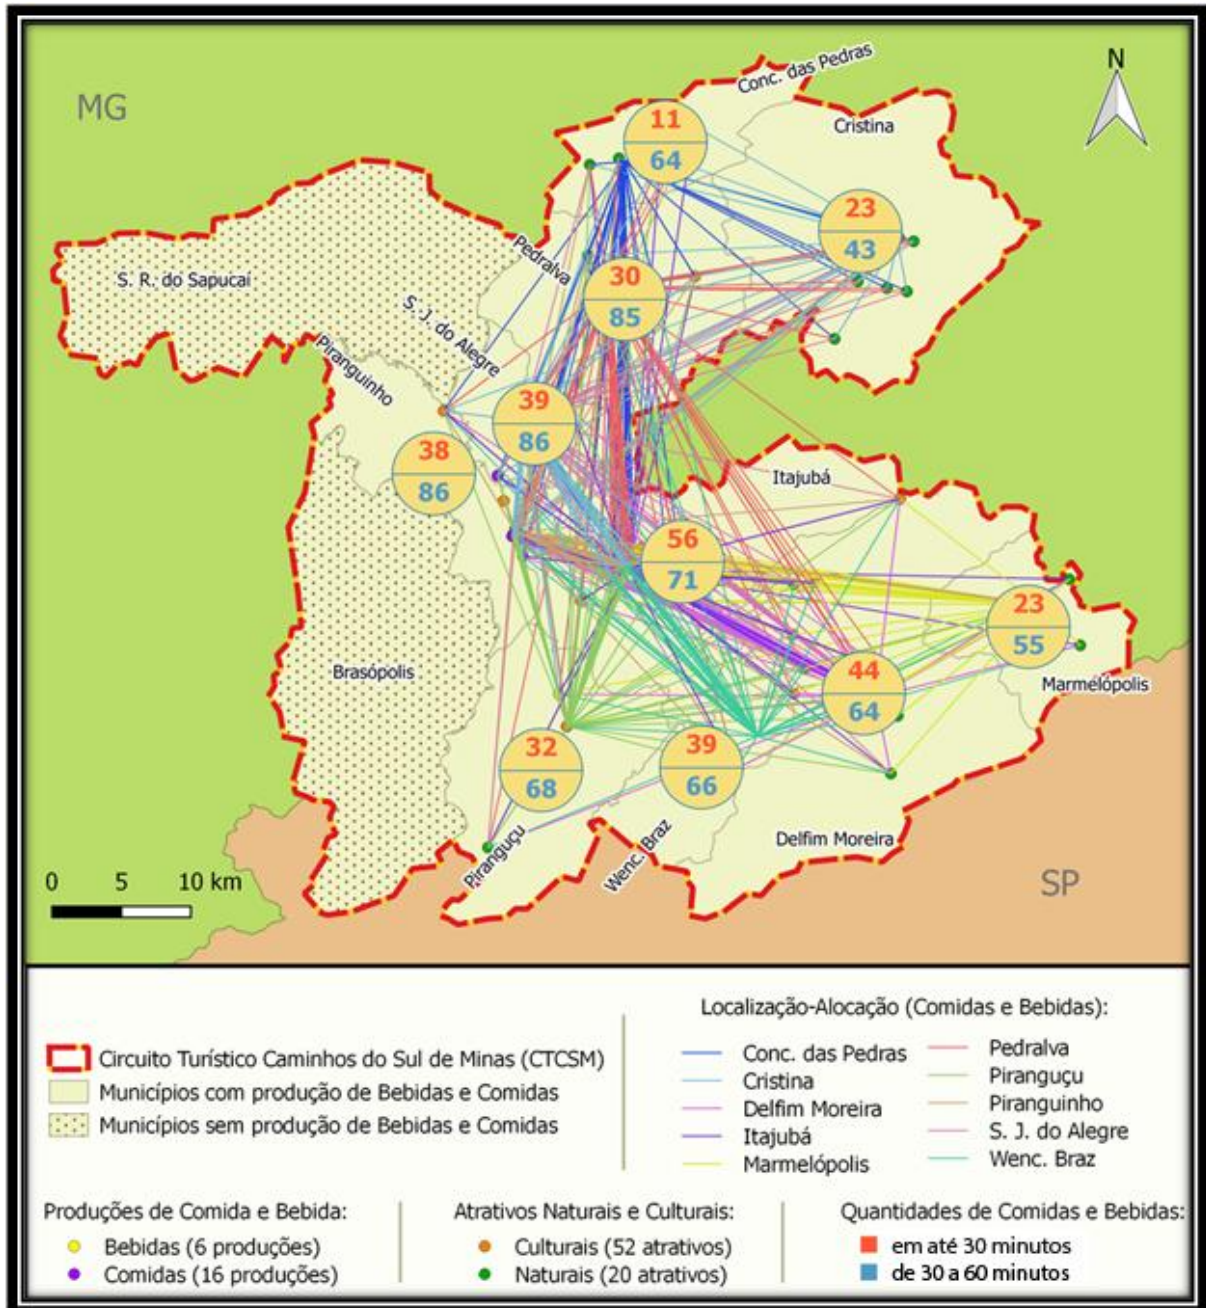 MG
Conc. das Pedras
N
Cristina
11
64
23
43
S. R. do Sapucaí
Pedralva
30
85
S. J. do Alegre
Piranguinho
39
86
38
86
Itajubá
56
71
23
55
Brasópolis
44
64
Marmelópolis
32
68
39
66
Piranguçu
Wenc. Braz
Delfim Moreira
0 5 10 km
SP
Localização-Alocação (Comidas e Bebidas):
Circuito Turístico Caminhos do Sul de Minas (CTCSM)
Municípios com produção de Bebidas e Comidas
Municípios sem produção de Bebidas e Comidas
Conc. das Pedras
Cristina
Delfim Moreira
Itajubá
Marmelópolis
Pedralva
Piranguçu
Piranguinho
S. J. do Alegre
Wenc. Braz
Produções de Comida e Bebida:
Bebidas (6 produções)
Comidas (16 produções)
Atrativos Naturais e Culturais:
Culturais (52 atrativos)
Naturais (20 atrativos)
Quantidades de Comidas e Bebidas:
em até 30 minutos
de 30 a 60 minutos